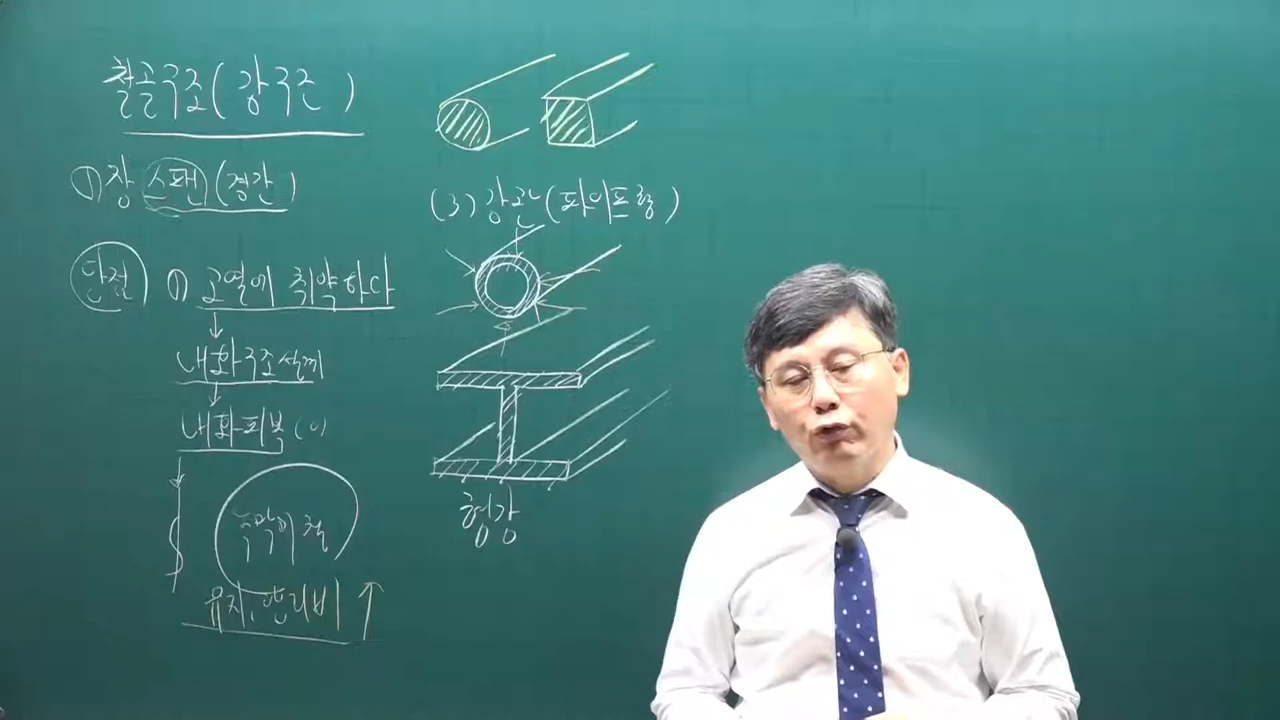 철골구조(강구조)
① 장스팬(경간)
단점 ① 고열에 취약하다
↓
내화구조설계
↓
내화피복(0)
유지, 관리비 ↑
(3) 강관(파이프형)
형강